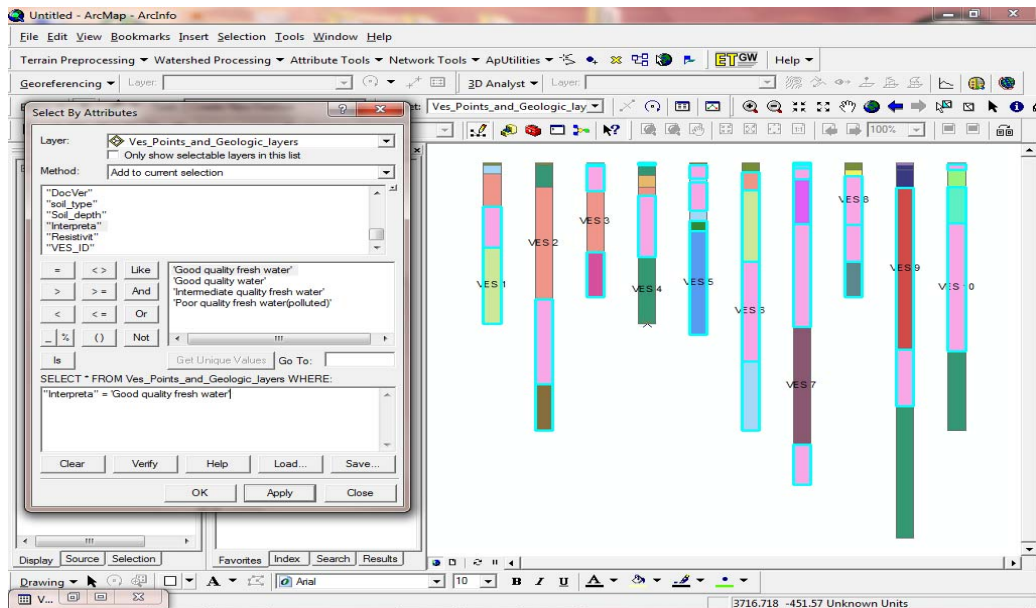 Untitled - ArcMap - ArcInfo
File Edit View Bookmarks Insert Selection Tools Window Help
Terrain Preprocessing Watershed Processing Attribute Tools Network Tools ApUtilities ETGW Help
Georeferencing Layer: 3D Analyst Layer:
Ves_Points_and_Geologic_lay
Select By Attributes
100%
Layer: Ves_Points_and_Geologic_layers
Only show selectable layers in this list
Method: Add to current selection
"DocVer"
"soil_type"
"Soil_depth"
"Interpreta"
"Resistivit"
"VES_ID"
= < > Like 'Good quality fresh water'
'Good quality water'
> > = And 'Intermediate quality fresh water'
'Poor quality fresh water(polluted)'
< < = Or
_ % () Not
Is Get Unique Values Go To:
SELECT * FROM Ves_Points_and_Geologic_layers WHERE:
"Interpreta" = 'Good quality fresh water'
Clear Verify Help Load... Save...
OK Apply Close
VES 8
VES 2
VES 3
VES 9
VES 1
VES 4
VES 5
VES 10
VES 6
VES 7
Display Source Selection Favorites Index Search Results
Drawing A Arial 10 B I U A
V...
3716.718 -451.57 Unknown Units